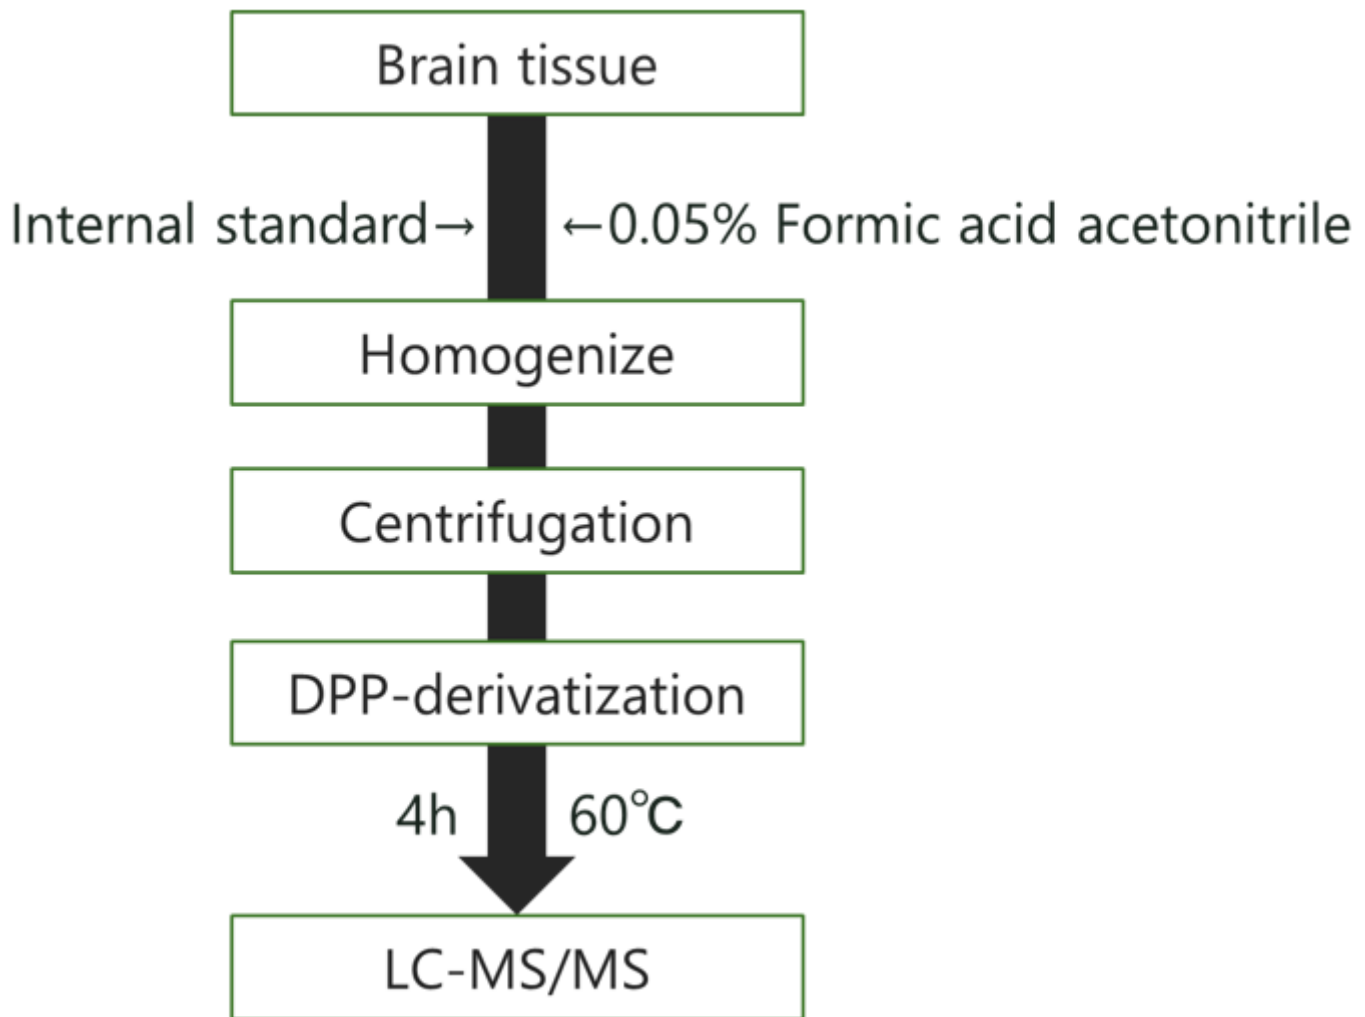 Brain tissue
Internal standard→ ←0.05% Formic acid acetonitrile
Homogenize
Centrifugation
DPP-derivatization
4h 60℃
LC-MS/MS